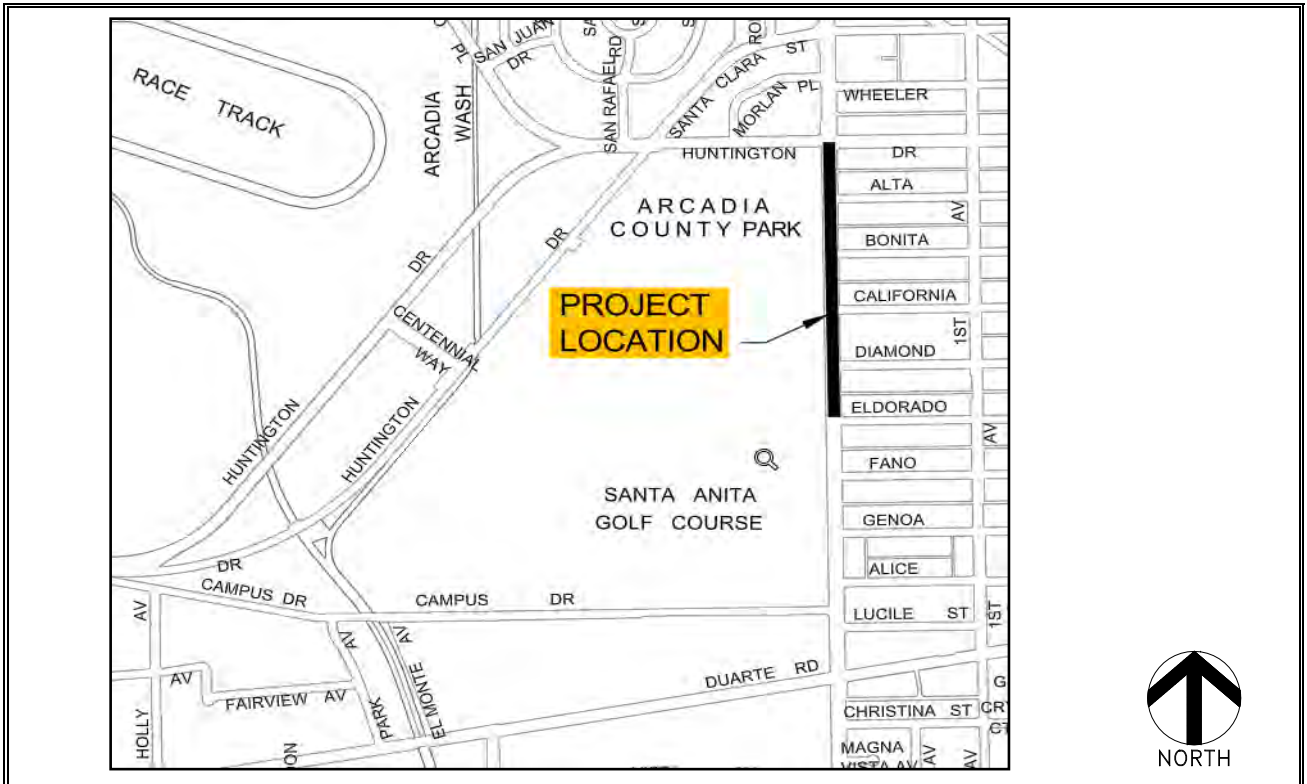 SAN JUAN
DR
PL
SAN RAFAEL
RD
SANTA CLARA ST
MORLAN PL
WHEELER
RACE TRACK
ARCADIA
WASH
HUNTINGTON DR
ALTA
ARCADIA
COUNTY PARK
AV
BONITA
DR
DR
CALIFORNIA
PROJECT
LOCATION
CENTENNIAL
WAY
1ST
DIAMOND
ELDORADO
HUNTINGTON
HUNTINGTON
AV
FANO
SANTA ANITA
GOLF COURSE
GENOA
DR
ALICE
CAMPUS DR
CAMPUS DR
AV
LUCILE ST
1ST
AV
AV
DUARTE RD
AV
FAIRVIEW AV
EL MONTE
PARK
HOLLY
CHRISTINA ST
MAGNA
VISTA AV
AV
AV
NORTH